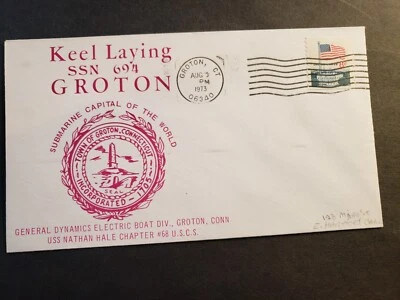 Keel Laying
SSN 694
GROTON
SUBMARINE CAPITAL OF THE WORLD
TOWN OF GROTON, CONNECTICUT
SEAL
INCORPORATED 1705
GENERAL DYNAMICS ELECTRIC BOAT DIV., GROTON, CONN
USS NATHAN HALE CHAPTER #68 U.S.C.S.
GROTON, CT
AUG 3
PM
1973
06340